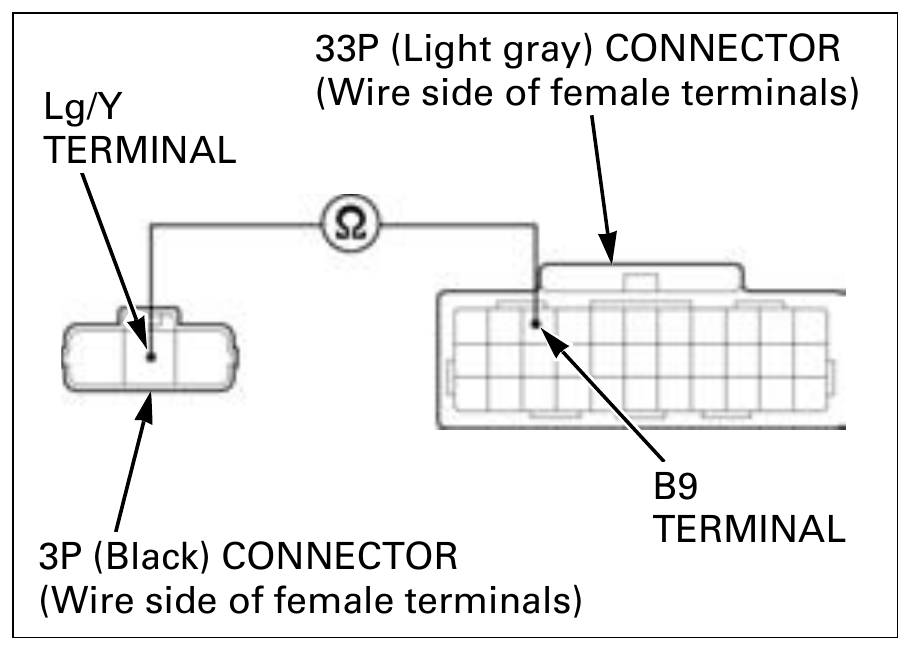 33P (Light gray) CONNECTOR
(Wire side of female terminals)
Lg/Y
TERMINAL
Ω
B9
TERMINAL
3P (Black) CONNECTOR
(Wire side of female terminals)